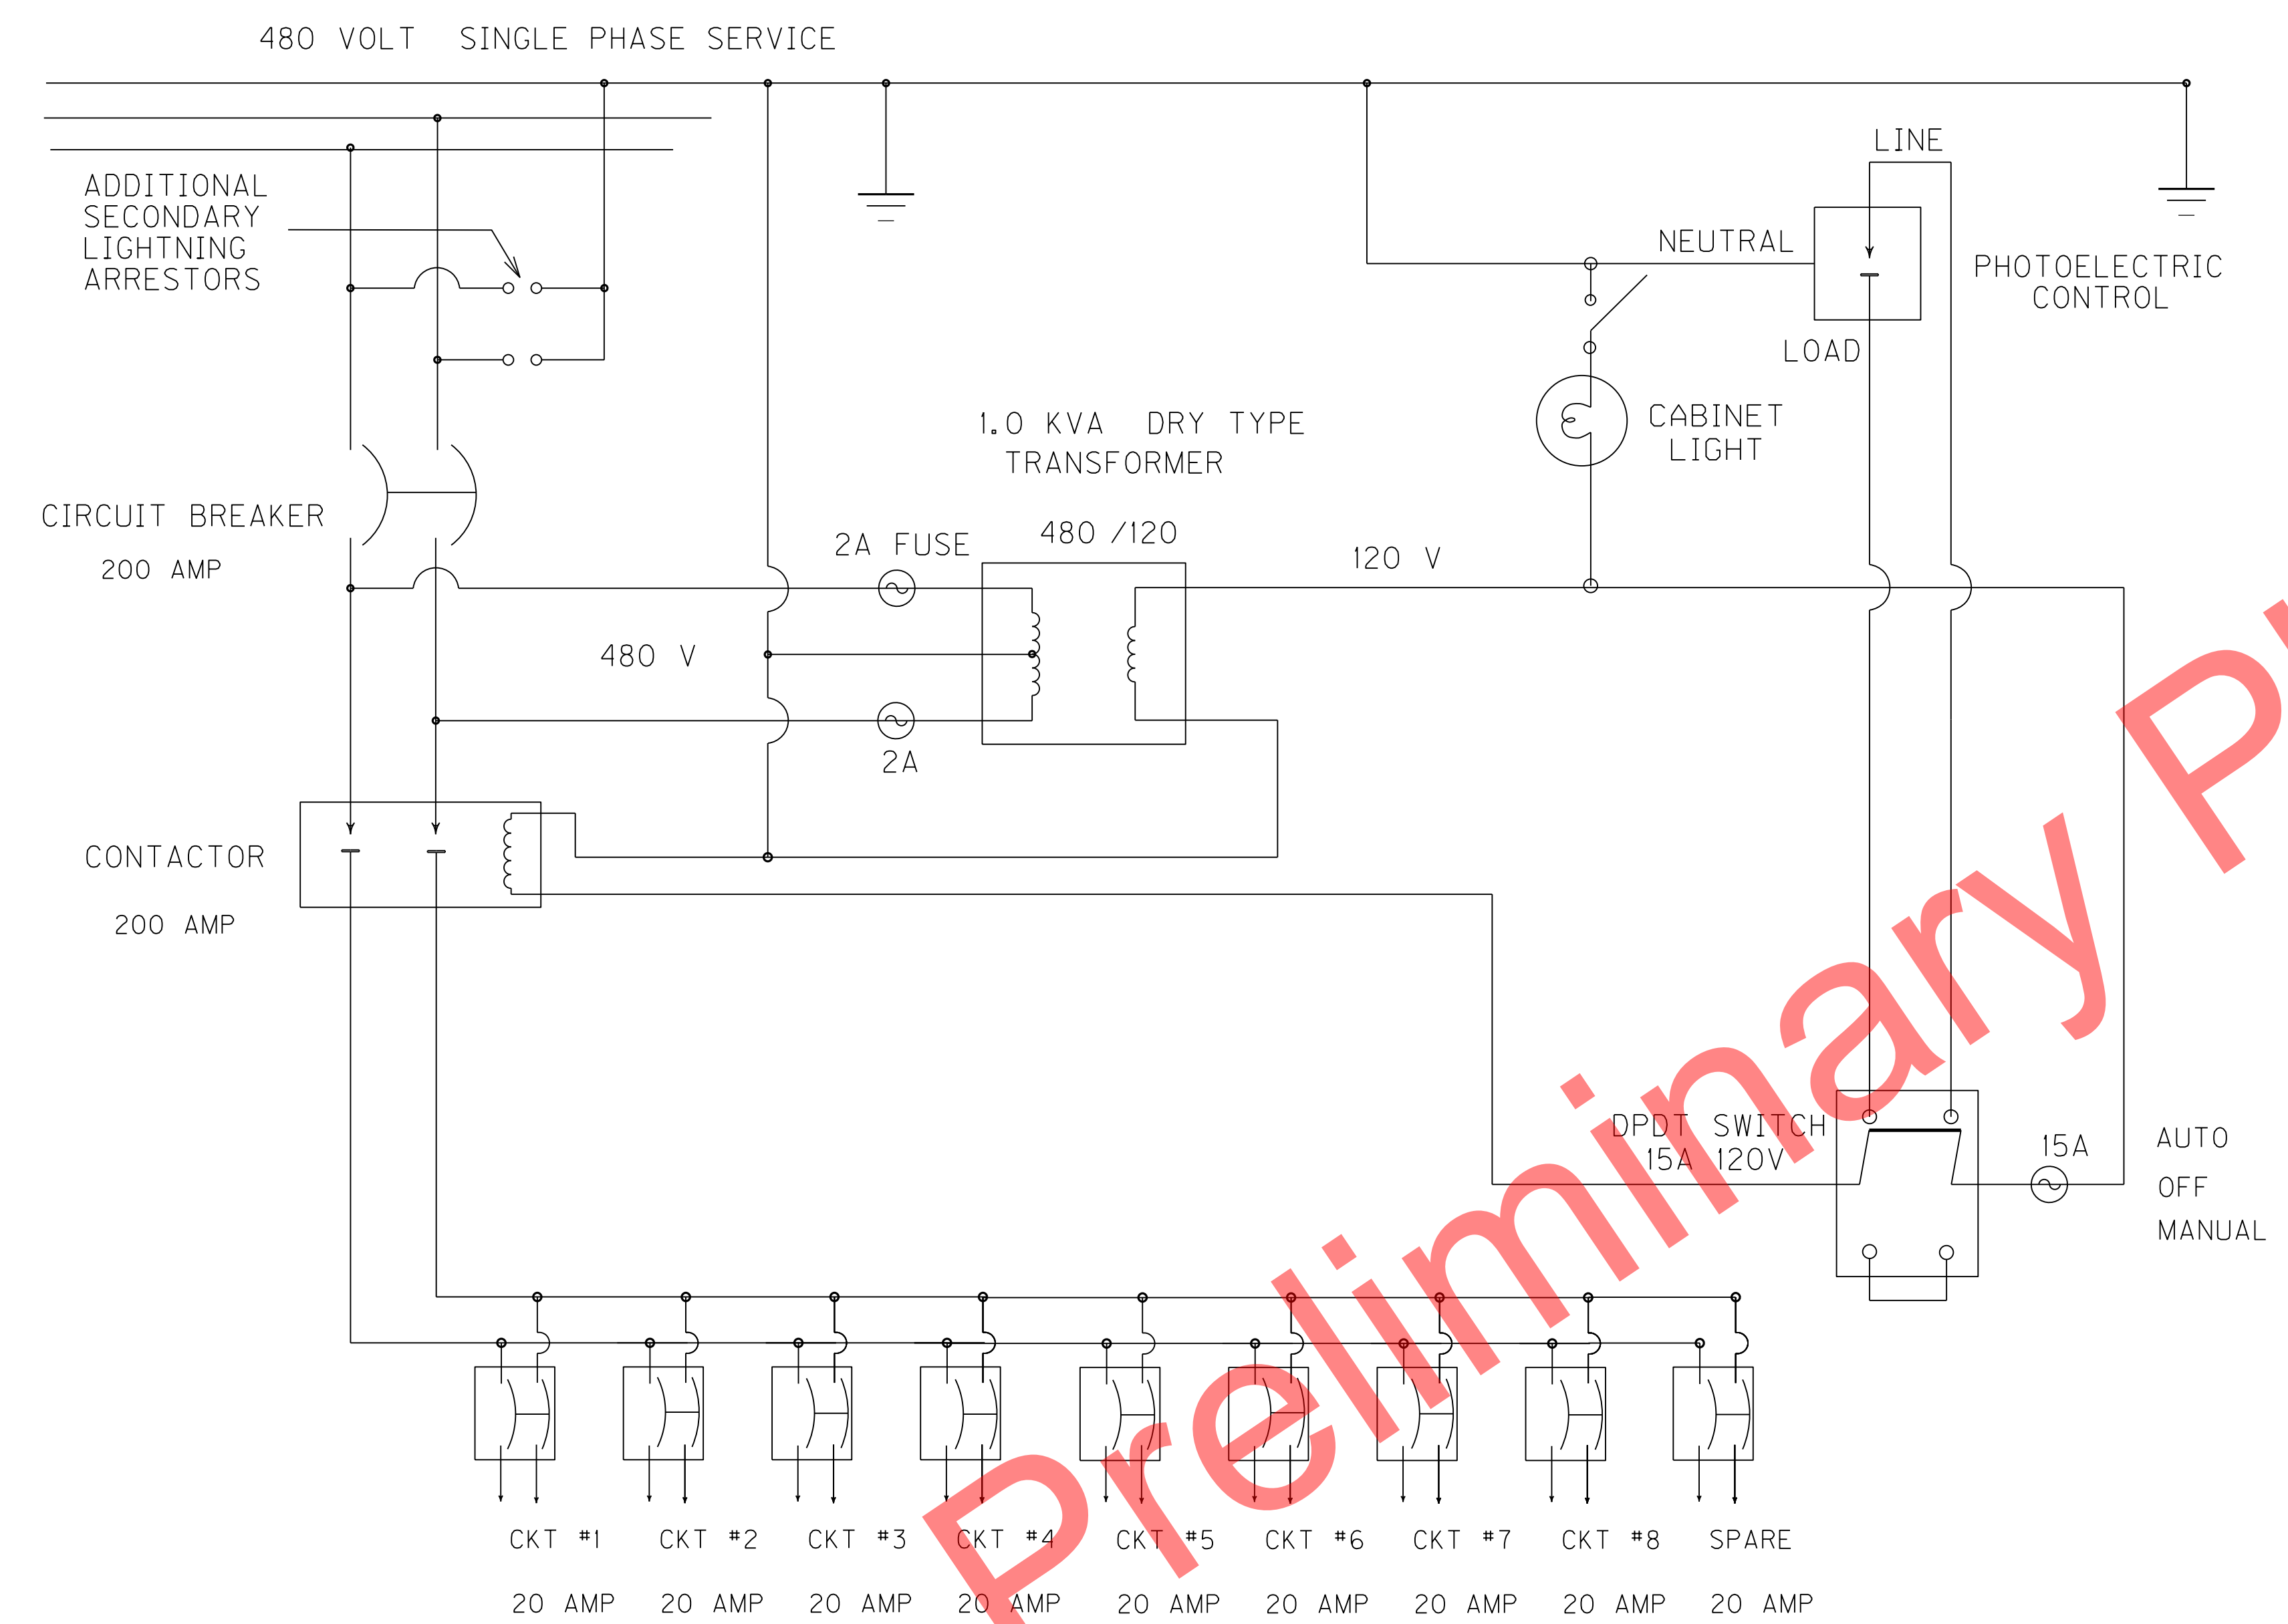 480 VOLT SINGLE PHASE SERVICE
ADDITIONAL
SECONDARY
LIGHTNING
ARRESTORS
LINE
NEUTRAL
PHOTOELECTRIC
CONTROL
LOAD
CABINET
LIGHT
1.0 KVA DRY TYPE
TRANSFORMER
480 /120
CIRCUIT BREAKER
200 AMP
2A FUSE
120 V
480 V
2A
CONTACTOR
200 AMP
DPDT SWITCH
15A 120V
15A
AUTO
OFF
MANUAL
CKT #1 CKT #2 CKT #3 CKT #4 CKT #5 CKT #6 CKT #7 CKT #8 SPARE
20 AMP 20 AMP 20 AMP 20 AMP 20 AMP 20 AMP 20 AMP 20 AMP 20 AMP
Preliminary